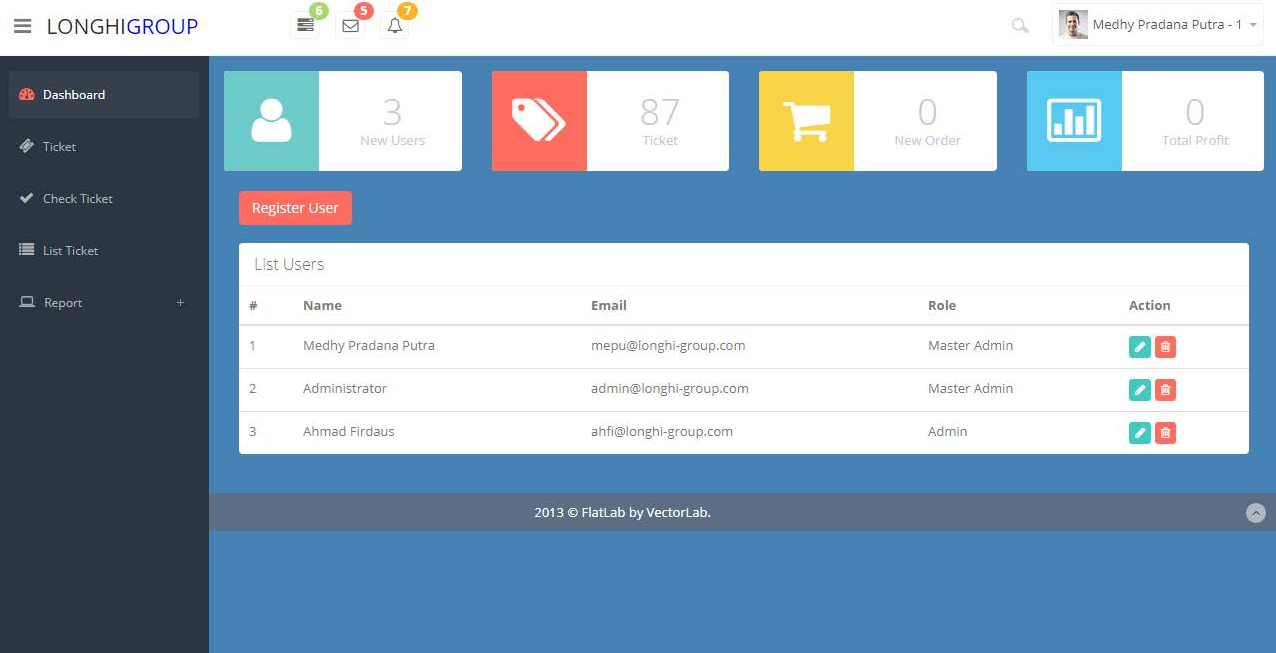 LONGHIGROUP
6
5
7
Medhy Pradana Putra - 1
Dashboard
Ticket
Check Ticket
List Ticket
Report +
3
New Users
87
Ticket
0
New Order
0
Total Profit
Register User
List Users
# Name Email Role Action
1 Medhy Pradana Putra mepu@longhi-group.com Master Admin
2 Administrator admin@longhi-group.com Master Admin
3 Ahmad Firdaus ahfi@longhi-group.com Admin
2013 © FlatLab by VectorLab.